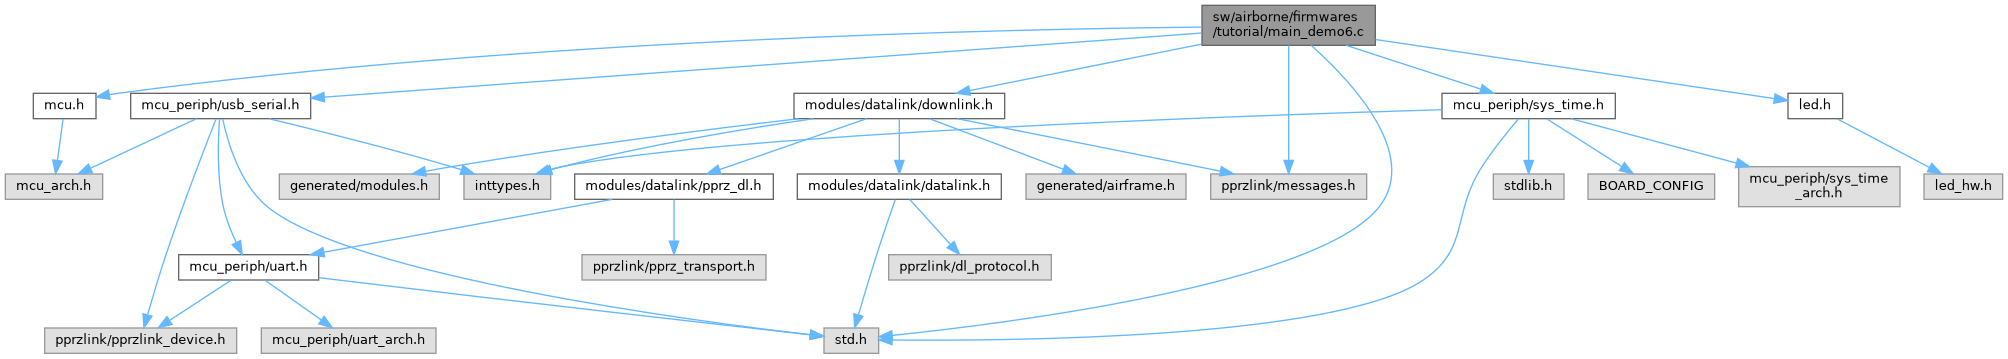 sw/airborne/firmwares
/tutorial/main_demo6.c
mcu.h
mcu_periph/usb_serial.h
modules/datalink/downlink.h
mcu_periph/sys_time.h
led.h
mcu_arch.h
generated/modules.h
inttypes.h
modules/datalink/pprz_dl.h
modules/datalink/datalink.h
generated/airframe.h
pprzlink/messages.h
stdlib.h
BOARD_CONFIG
mcu_periph/sys_time
_arch.h
led_hw.h
mcu_periph/uart.h
pprzlink/pprz_transport.h
pprzlink/dl_protocol.h
pprzlink/pprzlink_device.h
mcu_periph/uart_arch.h
std.h